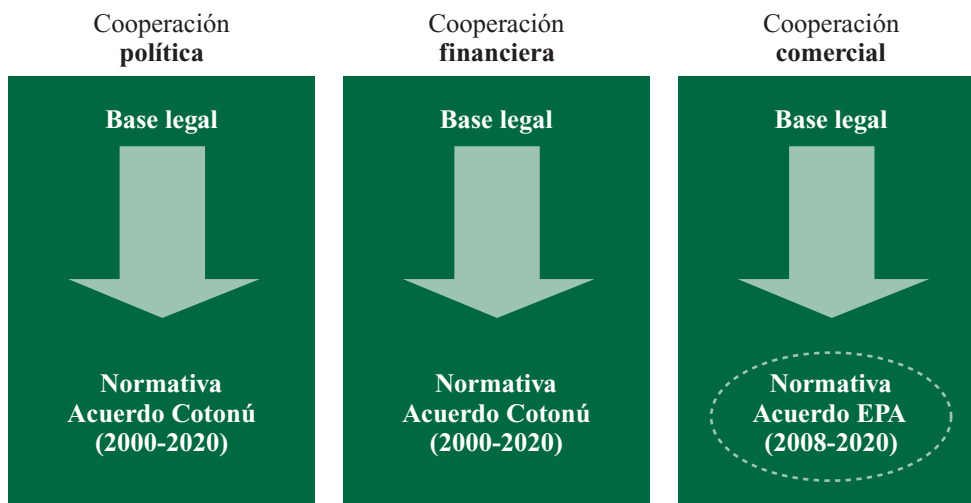 Cooperación
política
Base legal
Normativa
Acuerdo Cotonú
(2000-2020)
Cooperación
financiera
Base legal
Normativa
Acuerdo Cotonú
(2000-2020)
Cooperación
comercial
Base legal
Normativa
Acuerdo EPA
(2008-2020)